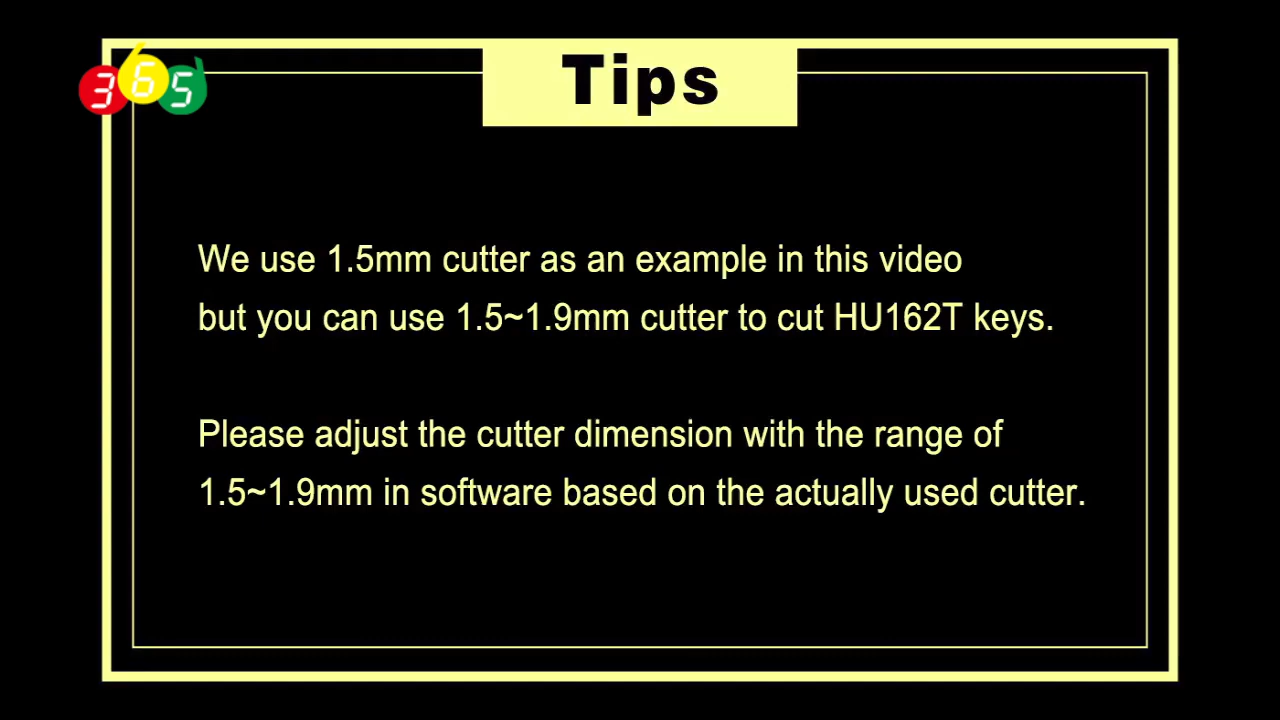 365
Tips
We use 1.5mm cutter as an example in this video
but you can use 1.5~1.9mm cutter to cut HU162T keys.
Please adjust the cutter dimension with the range of
1.5~1.9mm in software based on the actually used cutter.